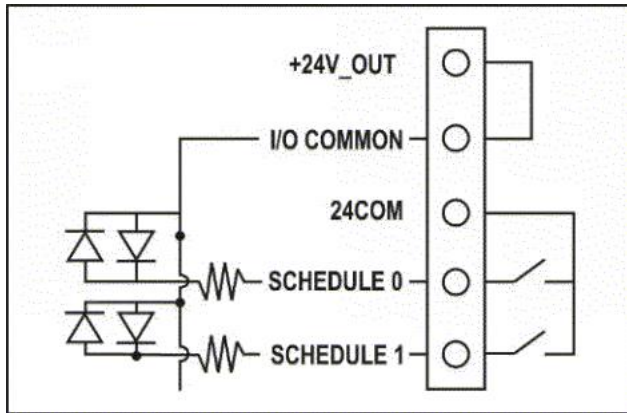 +24V_OUT
I/O COMMON
24COM
SCHEDULE 0
SCHEDULE 1